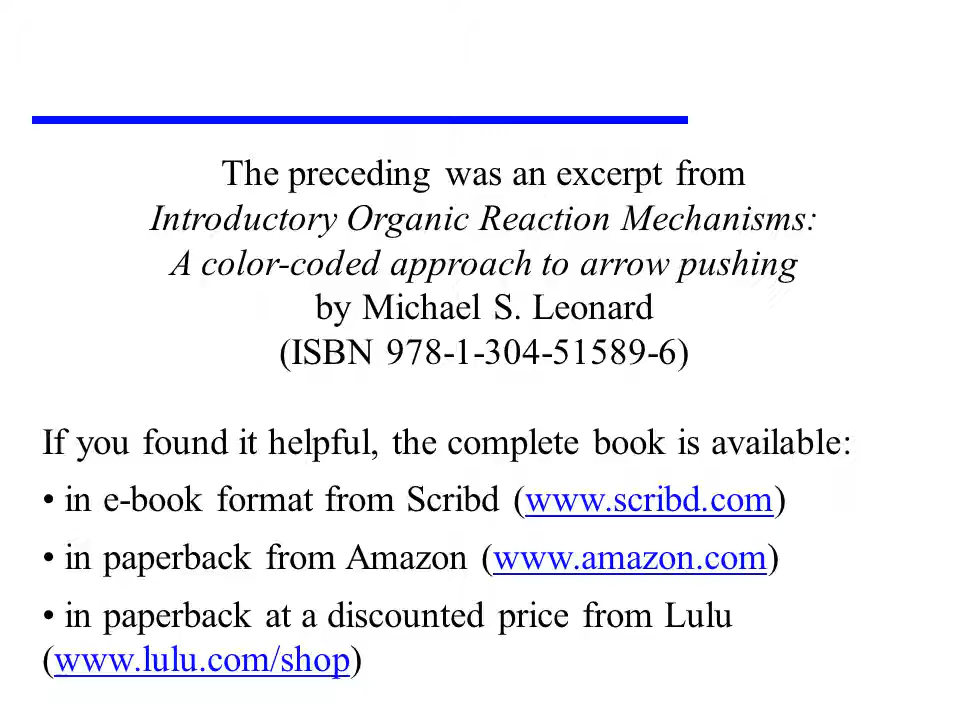 The preceding was an excerpt from
Introductory Organic Reaction Mechanisms:
A color-coded approach to arrow pushing
by Michael S. Leonard
(ISBN 978-1-304-51589-6)
If you found it helpful, the complete book is available:
• in e-book format from Scribd (www.scribd.com)
• in paperback from Amazon (www.amazon.com)
• in paperback at a discounted price from Lulu
(www.lulu.com/shop)